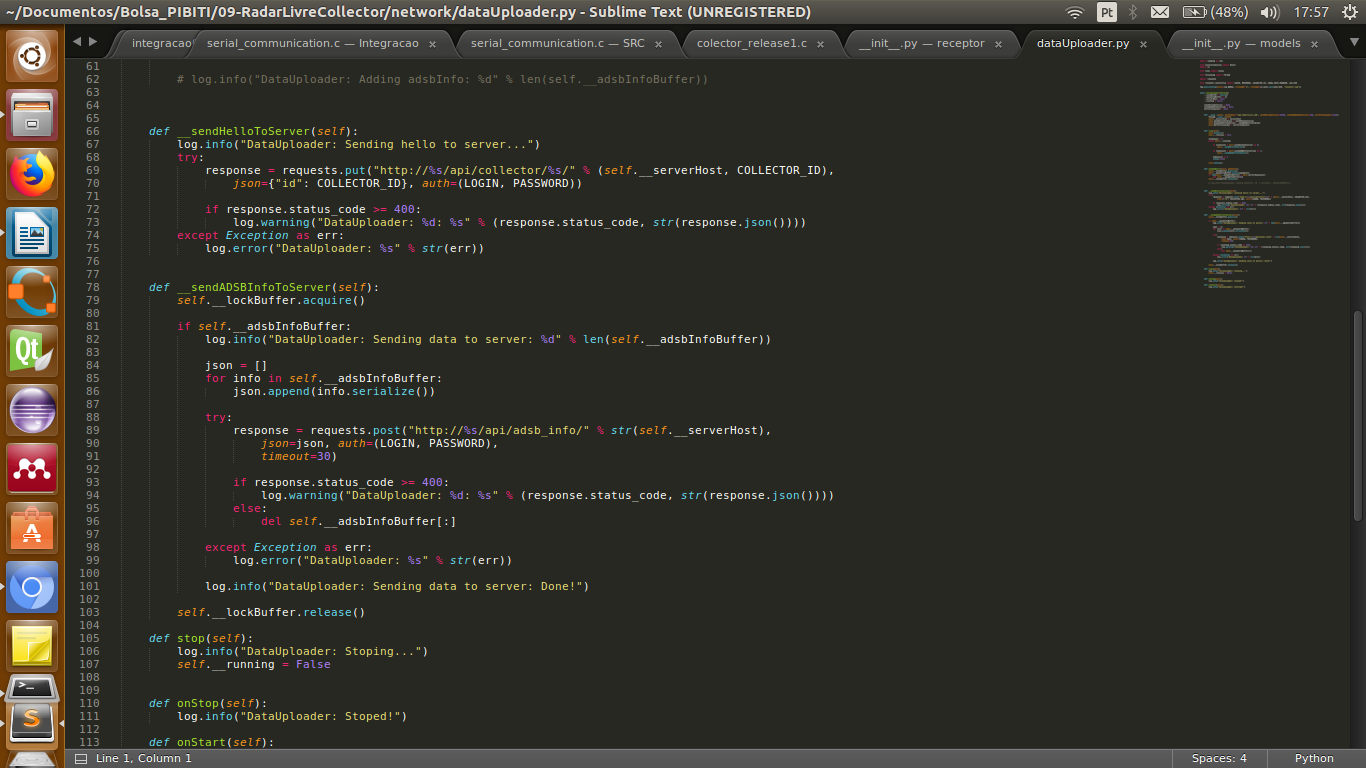 ~/Documentos/Bolsa_PIBITI/09-RadarLivreCollector/network/dataUploader.py - Sublime Text (UNREGISTERED)
Pt
(48%)
17:57
integracao
serial_communication.c — Integracao
serial_communication.c — SRC
colector_release1.c
__init__.py — receptor
dataUploader.py
__init__.py — models
61
62 # log.info("DataUploader: Adding adsbInfo: %d" % len(self.__adsbInfoBuffer))
63
64
65
66 def __sendHelloToServer(self):
67 log.info("DataUploader: Sending hello to server...")
68 try:
69 response = requests.put("http://%s/api/collector/%s/" % (self.__serverHost, COLLECTOR_ID),
70 json={"id": COLLECTOR_ID}, auth=(LOGIN, PASSWORD))
71
72 if response.status_code >= 400:
73 log.warning("DataUploader: %d: %s" % (response.status_code, str(response.json())))
74 except Exception as err:
75 log.error("DataUploader: %s" % str(err))
76
77
78 def __sendADSBInfoToServer(self):
79 self.__lockBuffer.acquire()
80
81 if self.__adsbInfoBuffer:
82 log.info("DataUploader: Sending data to server: %d" % len(self.__adsbInfoBuffer))
83
84 json = []
85 for info in self.__adsbInfoBuffer:
86 json.append(info.serialize())
87
88 try:
89 response = requests.post("http://%s/api/adsb_info/" % str(self.__serverHost),
90 json=json, auth=(LOGIN, PASSWORD),
91 timeout=30)
92
93 if response.status_code >= 400:
94 log.warning("DataUploader: %d: %s" % (response.status_code, str(response.json())))
95 else:
96 del self.__adsbInfoBuffer[:]
97
98 except Exception as err:
99 log.error("DataUploader: %s" % str(err))
100
101 log.info("DataUploader: Sending data to server: Done!")
102
103 self.__lockBuffer.release()
104
105 def stop(self):
106 log.info("DataUploader: Stoping...")
107 self.__running = False
108
109
110 def onStop(self):
111 log.info("DataUploader: Stoped!")
112
113 def onStart(self):
Line 1, Column 1
Spaces: 4
Python